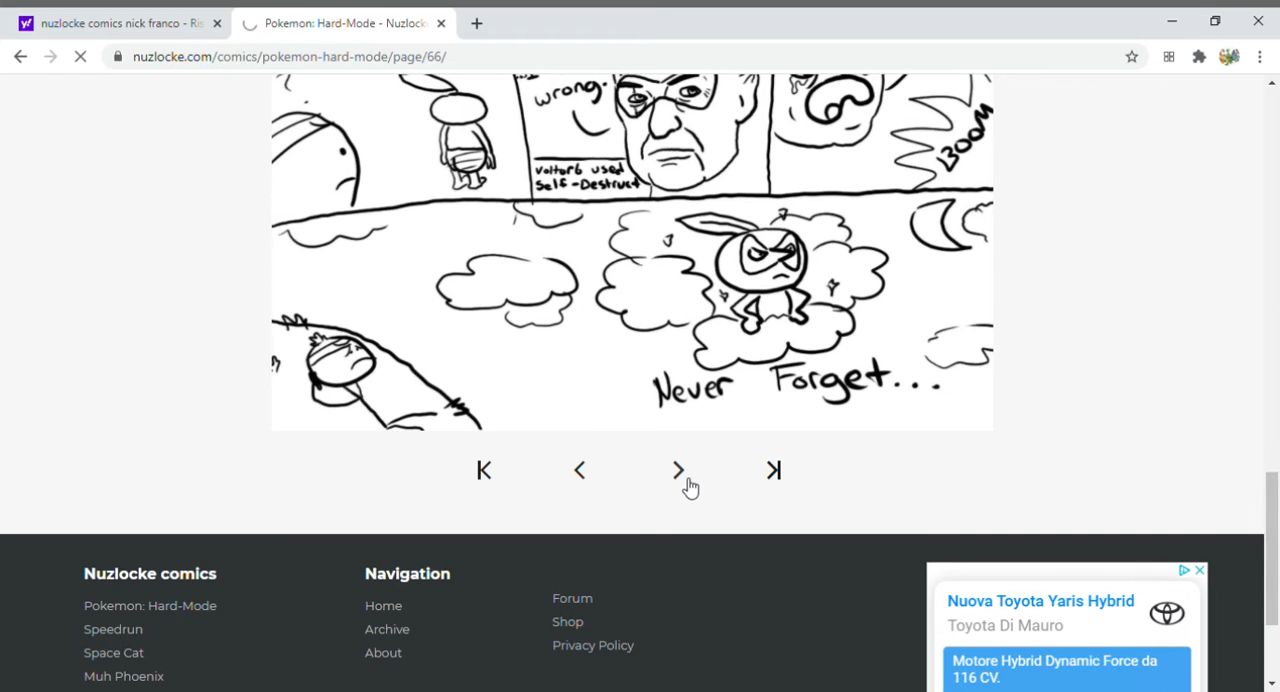 nuzlocke comics nick franco - Ris
Pokemon: Hard-Mode - Nuzlocke
nuzlocke.com/comics/pokemon-hard-mode/page/66/
wrong.
Voltorb used
Self-Destruct
BOOM
Never Forget...
Nuzlocke comics
Pokemon: Hard-Mode
Speedrun
Space Cat
Muh Phoenix
Navigation
Home
Archive
About
Forum
Shop
Privacy Policy
Nuova Toyota Yaris Hybrid
Toyota Di Mauro
Motore Hybrid Dynamic Force da
116 CV.